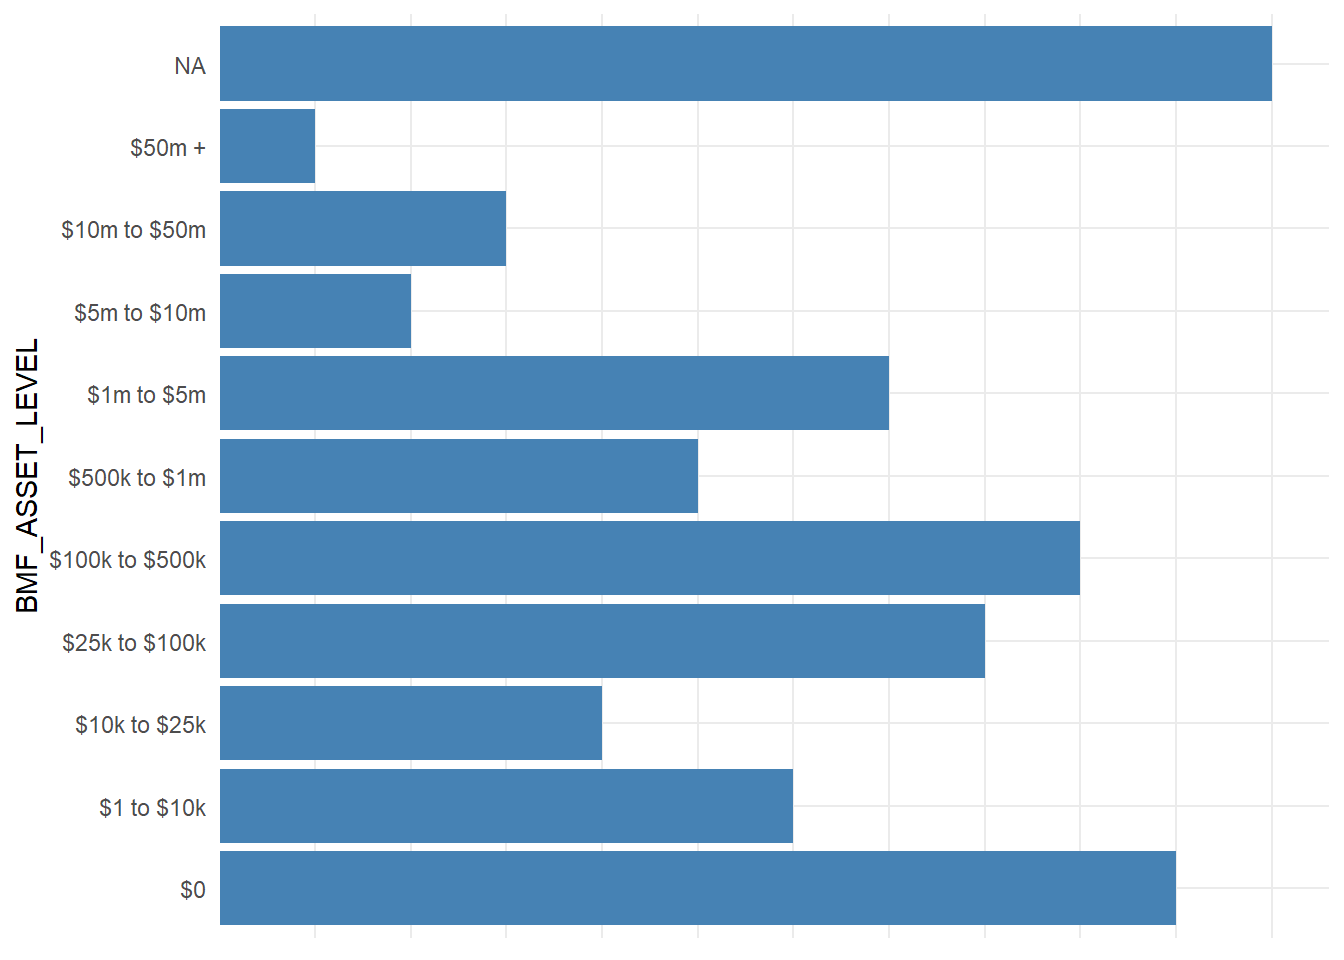 NA
$50m +
$10m to $50m
$5m to $10m
$1m to $5m
$500k to $1m
$100k to $500k
$25k to $100k
$10k to $25k
$1 to $10k
$0
BMF_ASSET_LEVEL